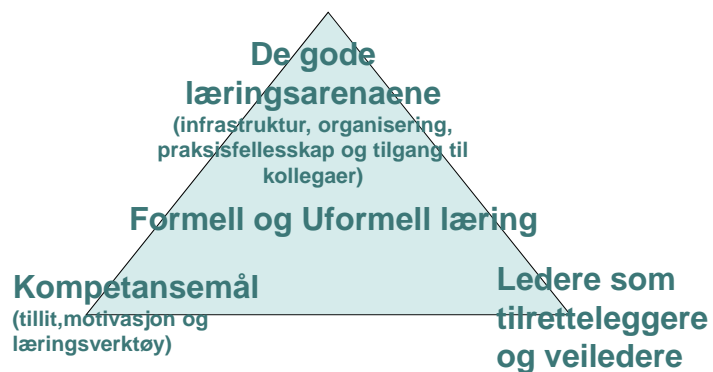 De gode
læringsarenaene
(infrastruktur, organisering,
praksisfellesskap og tilgang til
kollegaer)
Formell og Uformell læring
Kompetansemål
(tillit,motivasjon og
læringsverktøy)
Ledere som
tilretteleggere
og veiledere